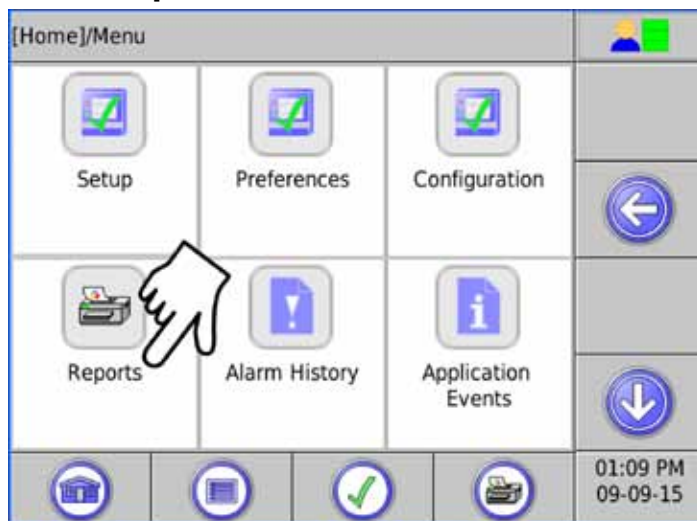 [Home]/Menu
Setup
Preferences
Configuration
Reports
Alarm History
Application
Events
01:09 PM
09-09-15